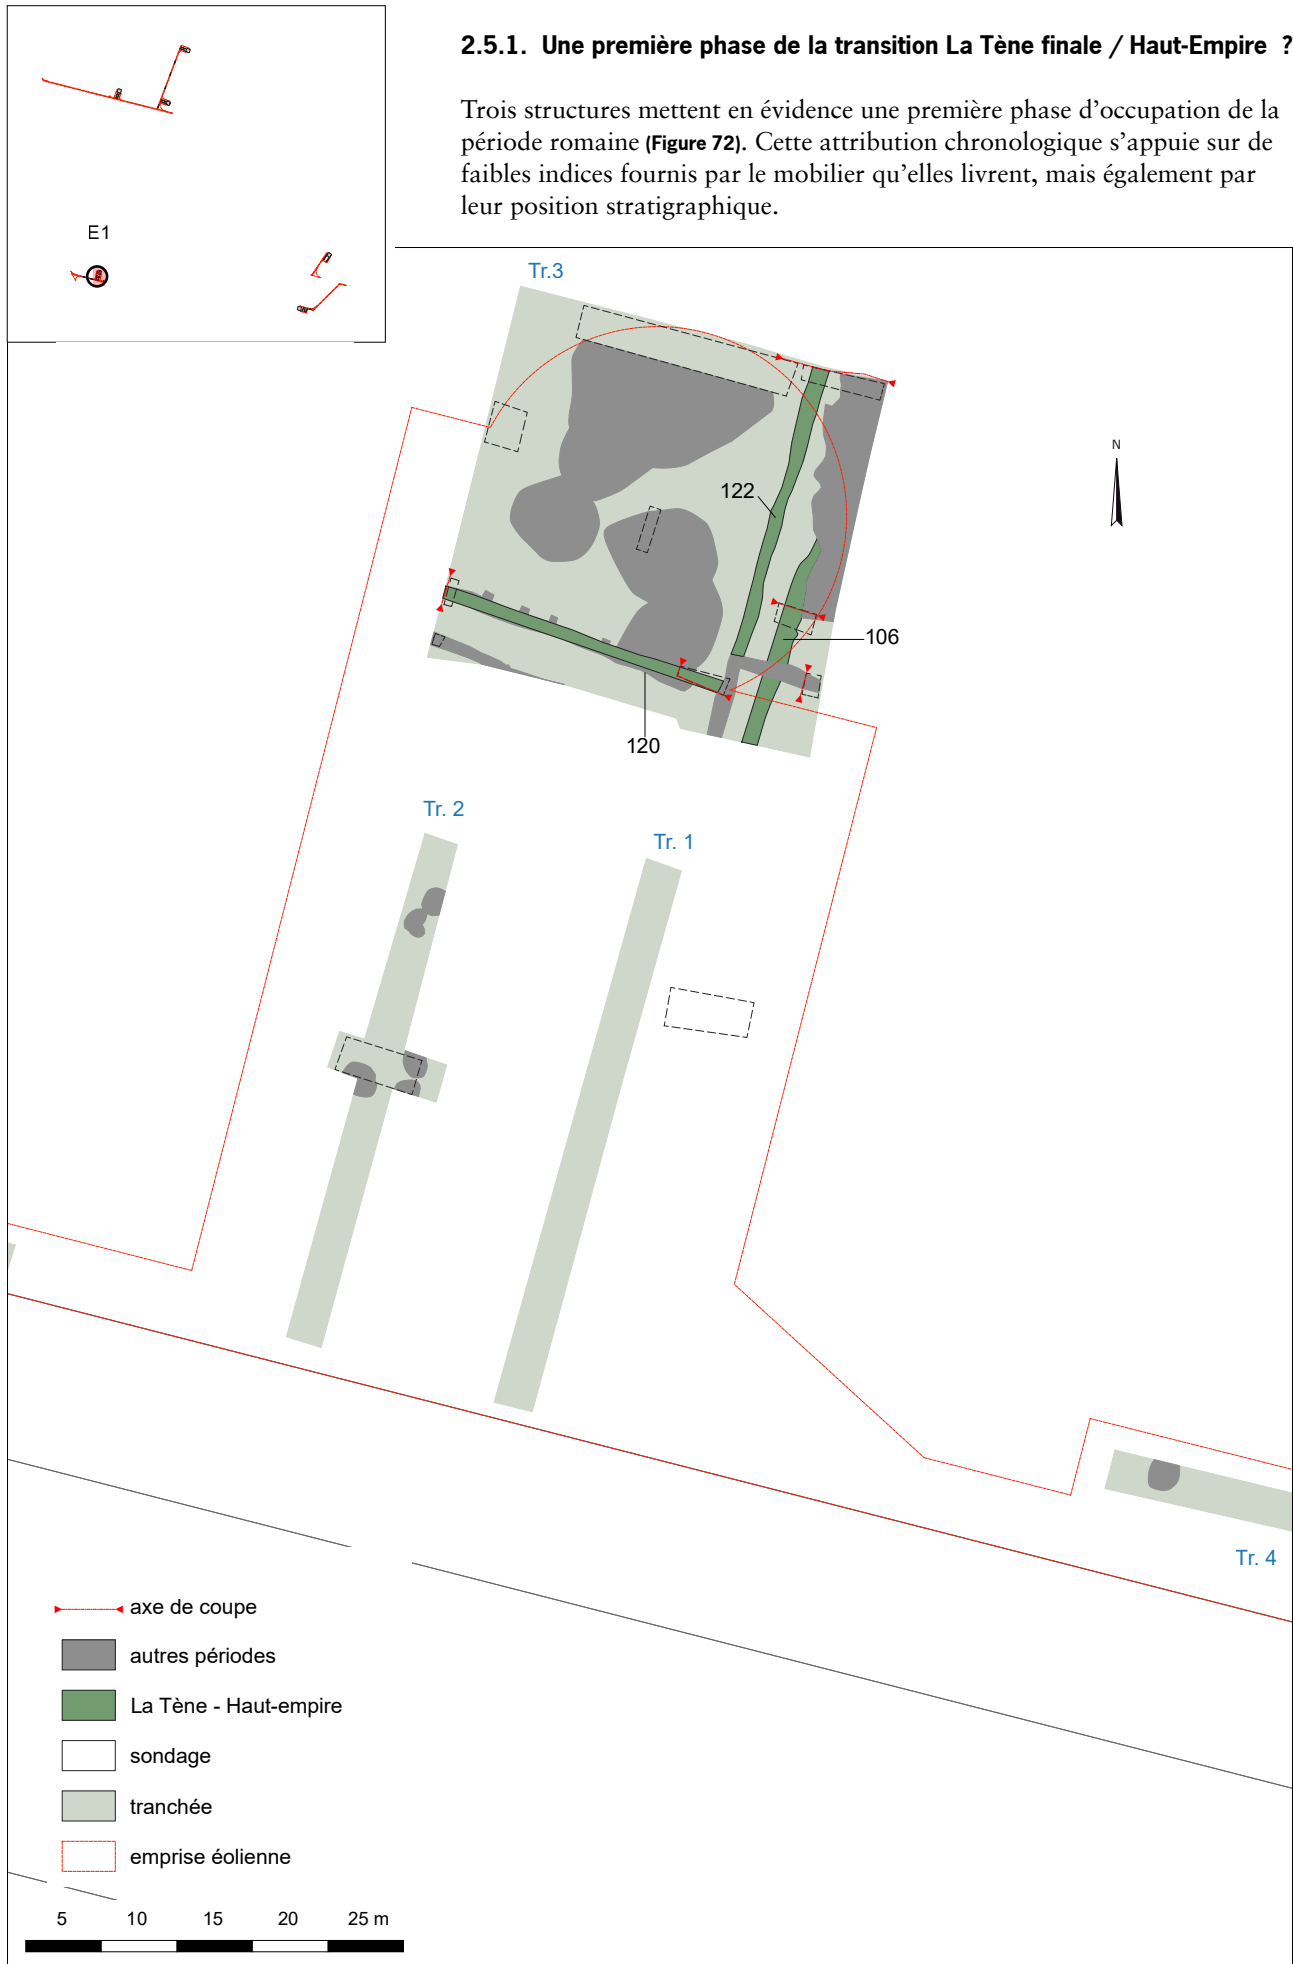 2.5.1. Une première phase de la transition La Tène finale / Haut-Empire ?
Trois structures mettent en évidence une première phase d'occupation de la
période romaine (Figure 72). Cette attribution chronologique s'appuie sur de
faibles indices fournis par le mobilier qu'elles livrent, mais également par
leur position stratigraphique.
E1
Tr.3
N
122
106
120
Tr. 2
Tr. 1
Tr. 4
axe de coupe
autres périodes
La Tène - Haut-empire
sondage
tranchée
emprise éolienne
5 10 15 20 25 m